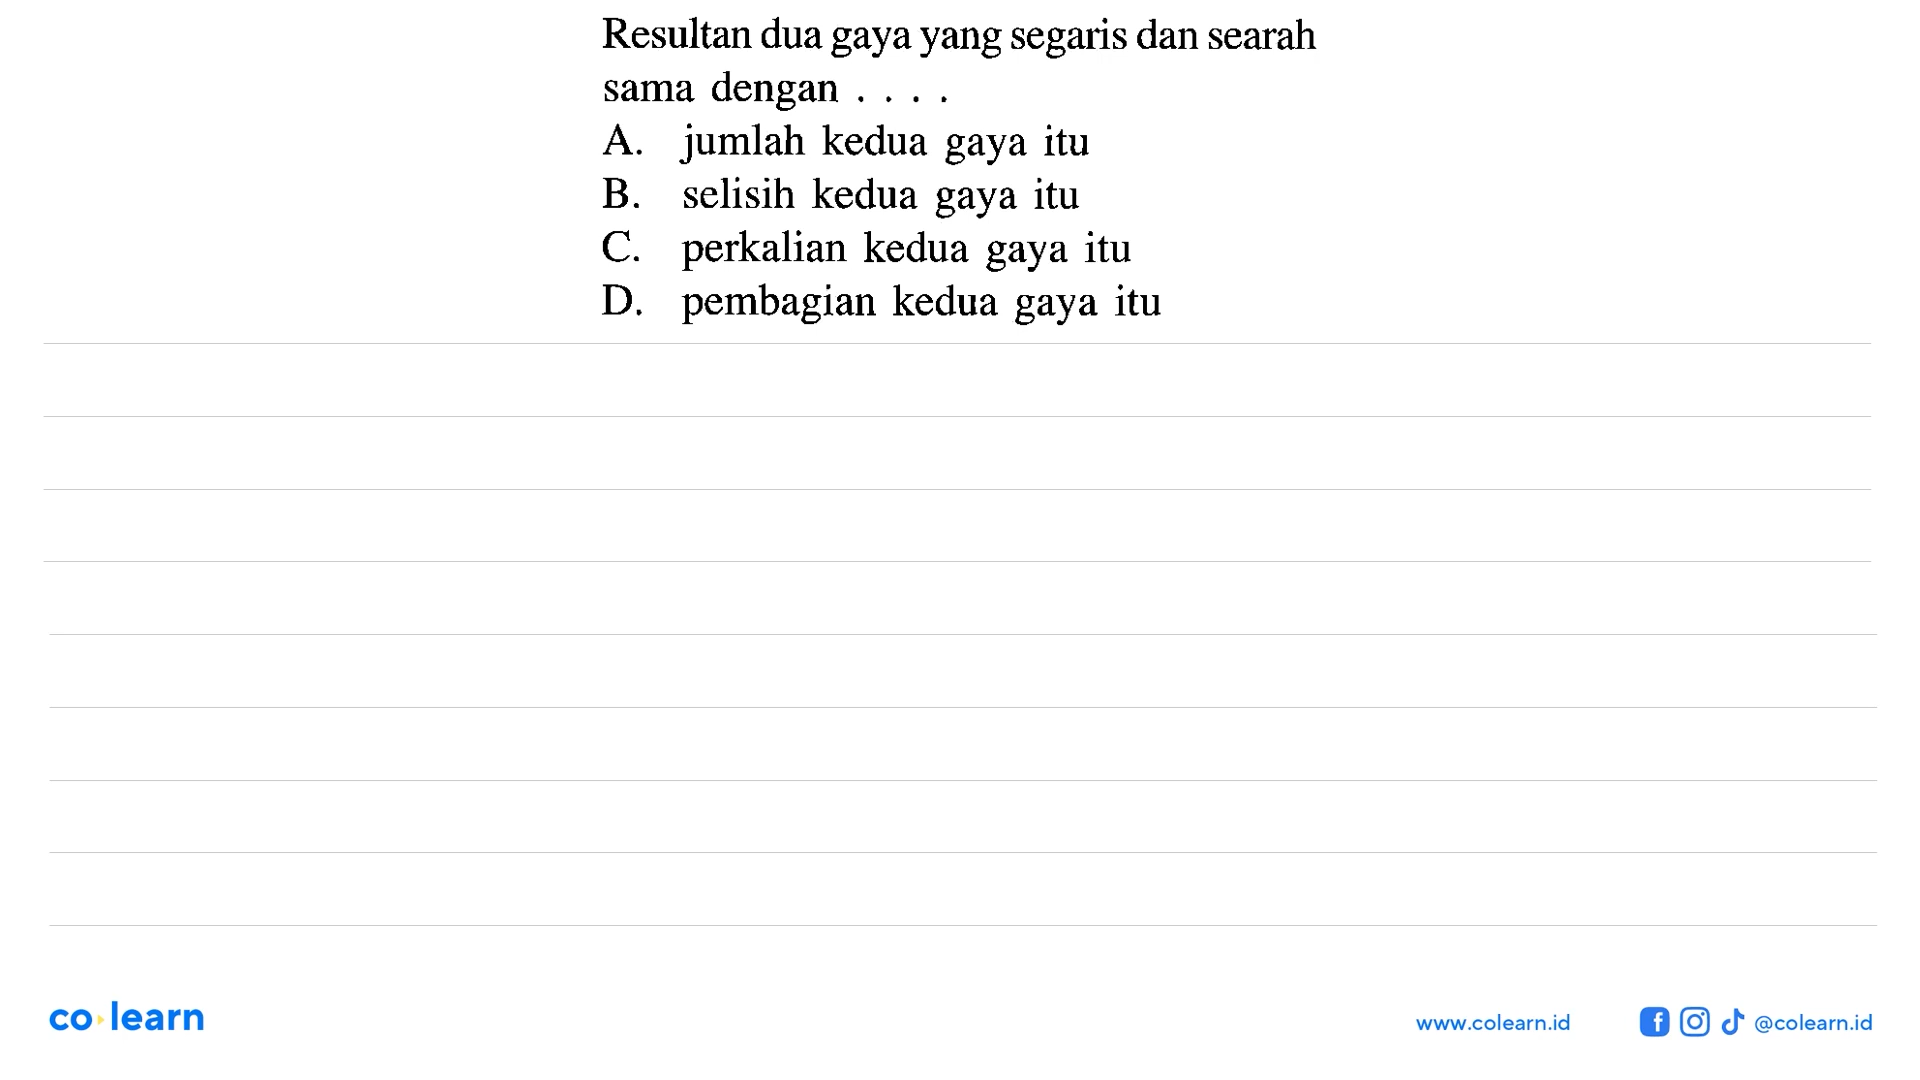 Resultan dua gaya yang segaris dan searah
sama dengan . . . .
A. jumlah kedua gaya itu
B. selisih kedua gaya itu
C. perkalian kedua gaya itu
D. pembagian kedua gaya itu
co learn
www.colearn.id
@colearn.id